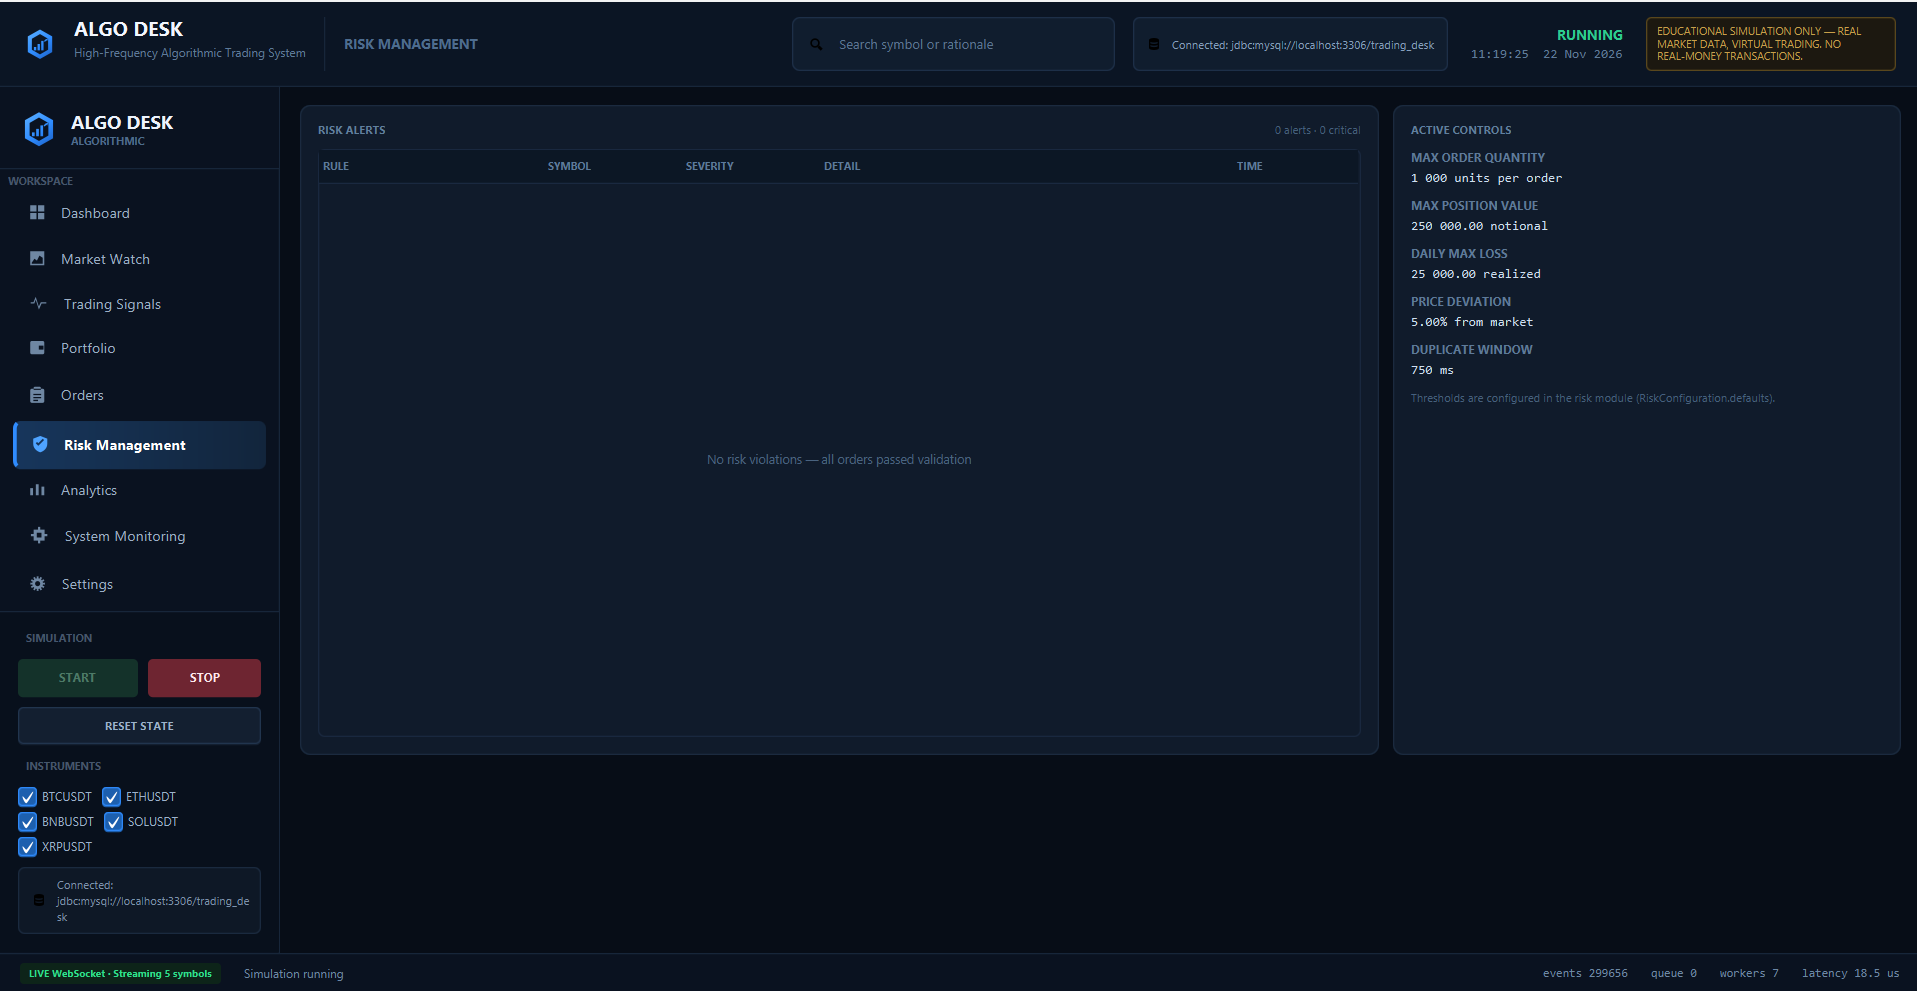 ALGO DESK
High-Frequency Algorithmic Trading System
RISK MANAGEMENT
Search symbol or rationale
Connected: jdbc:mysql://localhost:3306/trading_desk
RUNNING
11:19:25 22 Nov 2026
EDUCATIONAL SIMULATION ONLY — REAL
MARKET DATA, VIRTUAL TRADING. NO
REAL-MONEY TRANSACTIONS.
ALGO DESK
ALGORITHMIC
WORKSPACE
Dashboard
Market Watch
Trading Signals
Portfolio
Orders
Risk Management
Analytics
System Monitoring
Settings
SIMULATION
START
STOP
RESET STATE
INSTRUMENTS
BTCUSDT ETHUSDT
BNBUSDT SOLUSDT
XRPUSDT
Connected:
jdbc:mysql://localhost:3306/trading_de
sk
RISK ALERTS
0 alerts · 0 critical
RULE SYMBOL SEVERITY DETAIL TIME
No risk violations — all orders passed validation
ACTIVE CONTROLS
MAX ORDER QUANTITY
1 000 units per order
MAX POSITION VALUE
250 000.00 notional
DAILY MAX LOSS
25 000.00 realized
PRICE DEVIATION
5.00% from market
DUPLICATE WINDOW
750 ms
Thresholds are configured in the risk module (RiskConfiguration.defaults).
LIVE WebSocket · Streaming 5 symbols
Simulation running
events 299656 queue 0 workers 7 latency 18.5 us